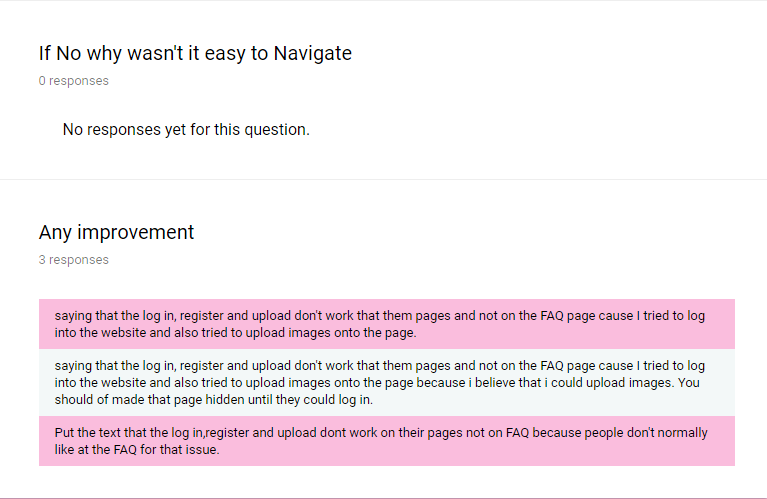 If No why wasn't it easy to Navigate
0 responses
No responses yet for this question.
Any improvement
3 responses
saying that the log in, register and upload don't work that them pages and not on the FAQ page cause I tried to log
into the website and also tried to upload images onto the page.
saying that the log in, register and upload don't work that them pages and not on the FAQ page cause I tried to log
into the website and also tried to upload images onto the page because i believe that i could upload images. You
should of made that page hidden until they could log in.
Put the text that the log in,register and upload dont work on their pages not on FAQ because people don't normally
like at the FAQ for that issue.